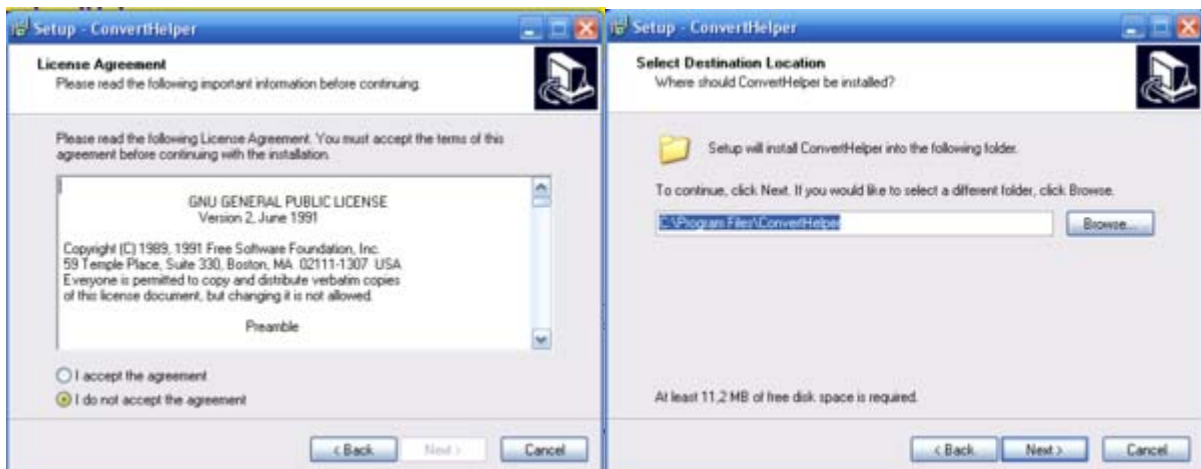 Setup - ConvertHelper
License Agreement
Please read the following important information before continuing.
Please read the following License Agreement. You must accept the terms of this
agreement before continuing with the installation.
GNU GENERAL PUBLIC LICENSE
Version 2, June 1991
Copyright (C) 1989, 1991 Free Software Foundation, Inc.
59 Temple Place, Suite 330, Boston, MA 02111-1307 USA
Everyone is permitted to copy and distribute verbatim copies
of this license document, but changing it is not allowed.
Preamble
I accept the agreement
I do not accept the agreement
< Back
Next >
Cancel
Setup - ConvertHelper
Select Destination Location
Where should ConvertHelper be installed?
Setup will install ConvertHelper into the following folder.
To continue, click Next. If you would like to select a different folder, click Browse.
C:\Program Files\ConvertHelper
Browse...
At least 11,2 MB of free disk space is required.
< Back
Next >
Cancel